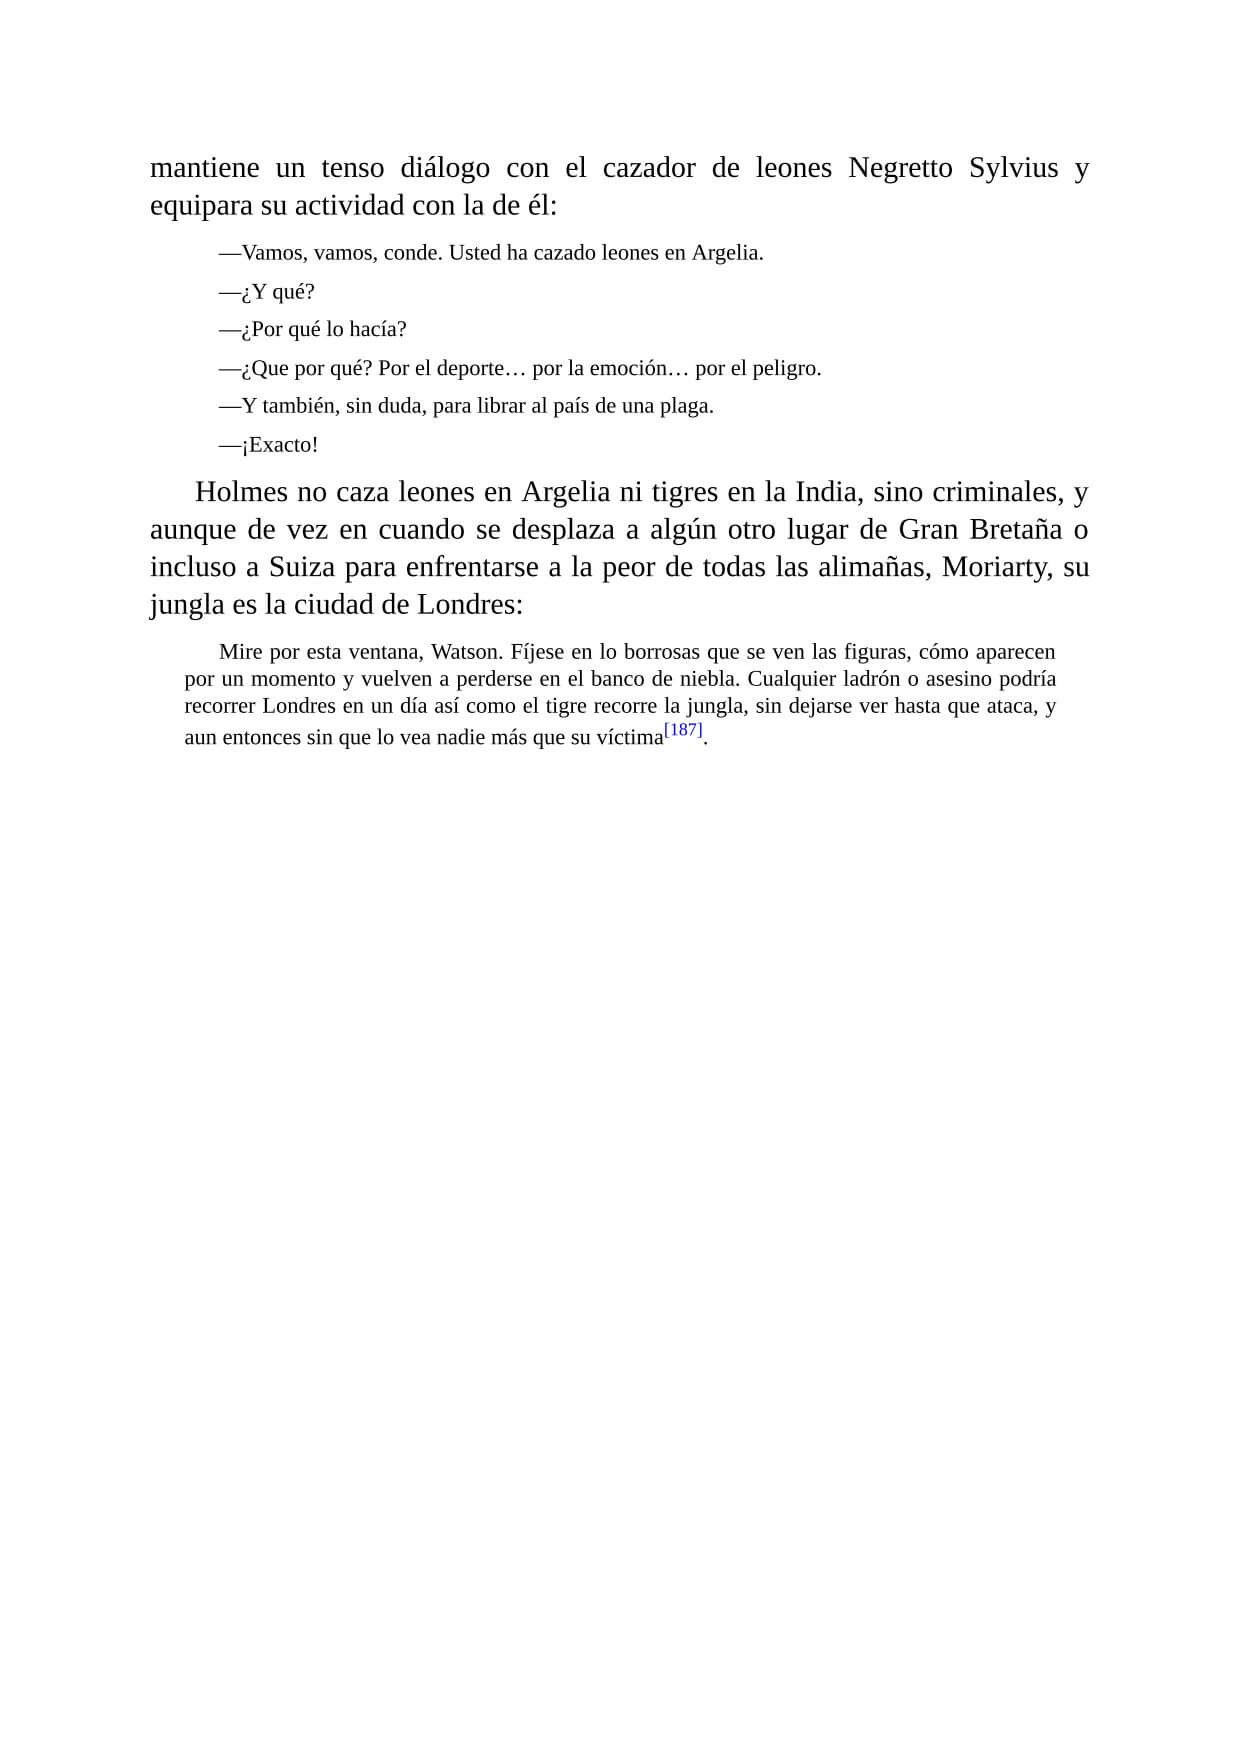 mantiene un tenso diálogo con el cazador de leones Negretto Sylvius y
equipara su actividad con la de él:
—Vamos, vamos, conde. Usted ha cazado leones en Argelia.
—¿Y qué?
—¿Por qué lo hacía?
—¿Que por qué? Por el deporte… por la emoción… por el peligro.
—Y también, sin duda, para librar al país de una plaga.
—¡Exacto!
Holmes no caza leones en Argelia ni tigres en la India, sino criminales, y
aunque de vez en cuando se desplaza a algún otro lugar de Gran Bretaña o
incluso a Suiza para enfrentarse a la peor de todas las alimañas, Moriarty, su
jungla es la ciudad de Londres:
Mire por esta ventana, Watson. Fíjese en lo borrosas que se ven las figuras, cómo aparecen
por un momento y vuelven a perderse en el banco de niebla. Cualquier ladrón o asesino podría
recorrer Londres en un día así como el tigre recorre la jungla, sin dejarse ver hasta que ataca, y
aun entonces sin que lo vea nadie más que su víctima[187].